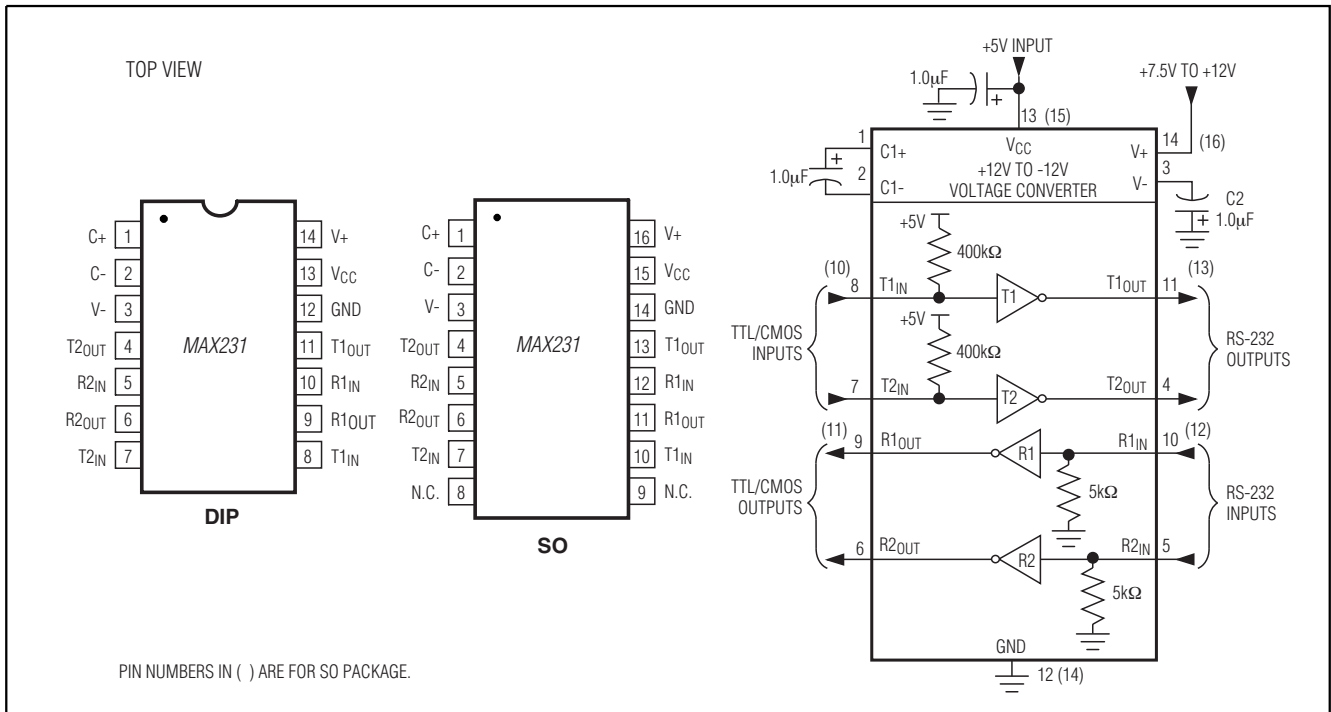 TOP VIEW
C+ 1
C- 2
V- 3
T2OUT 4
R2IN 5
R2OUT 6
T2IN 7
MAX231
14 V+
13 VCC
12 GND
11 T1OUT
10 R1IN
9 R1OUT
8 T1IN
DIP
C+ 1
C- 2
V- 3
T2OUT 4
R2IN 5
R2OUT 6
T2IN 7
N.C. 8
MAX231
16 V+
15 VCC
14 GND
13 T1OUT
12 R1IN
11 R1OUT
10 T1IN
9 N.C.
SO
PIN NUMBERS IN ( ) ARE FOR SO PACKAGE.
+5V INPUT
1.0µF
+
+7.5V TO +12V
13 (15)
1
C1+
VCC
V+
14
(16)
+
1.0µF
2
C1-
+12V TO -12V
VOLTAGE CONVERTER
V-
3
C2
+
1.0µF
+5V
400kΩ
(10)
8
T1IN
T1
T1OUT
11
(13)
+5V
TTL/CMOS
INPUTS
400kΩ
RS-232
OUTPUTS
7
T2IN
T2
T2OUT
4
(11)
9
R1OUT
R1
R1IN
10
(12)
TTL/CMOS
OUTPUTS
5kΩ
RS-232
INPUTS
6
R2OUT
R2
R2IN
5
5kΩ
GND
12 (14)